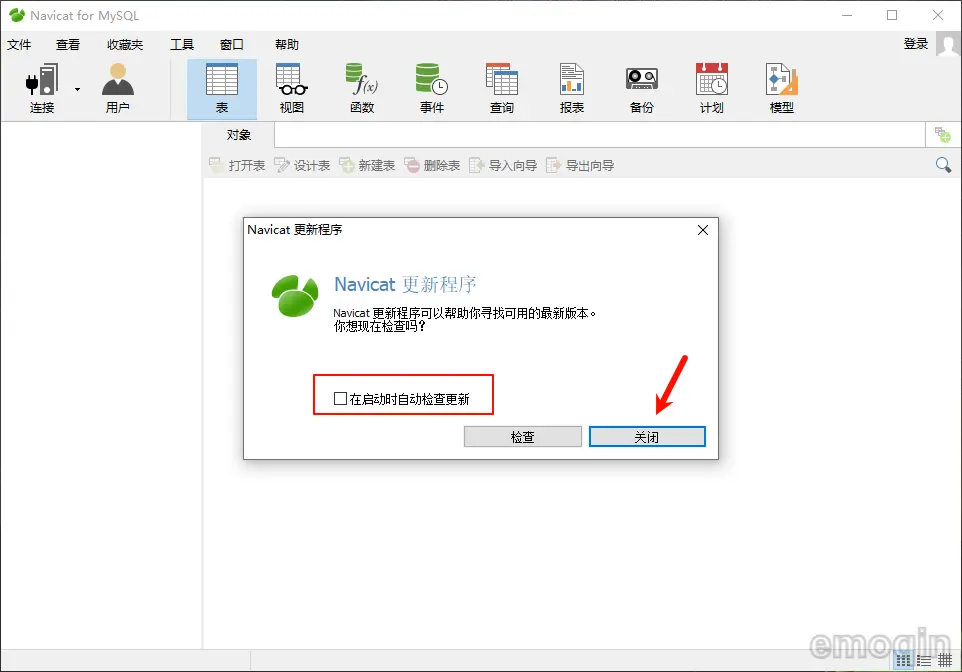 Navicat for MySQL
文件 查看 收藏夹 工具 窗口 帮助 登录
连接 用户 表 视图 函数 事件 查询 报表 备份 计划 模型
对象
打开表 设计表 新建表 删除表 导入向导 导出向导
Navicat 更新程序
Navicat 更新程序
Navicat 更新程序可以帮助你寻找可用的最新版本。
你想现在检查吗?
在启动时自动检查更新
检查 关闭
emogin